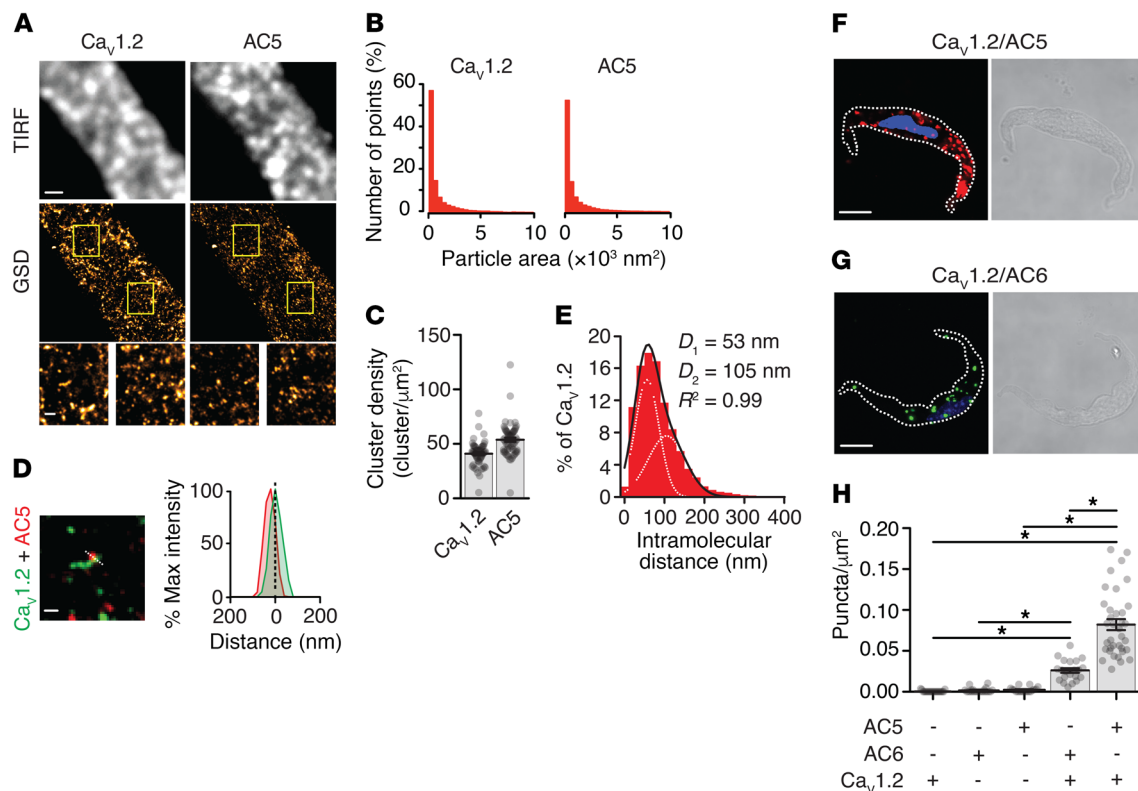 A
Caᵥ1.2 AC5
TIRF
GSD
B
Caᵥ1.2 AC5
Number of points (%)
60
40
20
0
0 5 10 0 5 10
Particle area (×10³ nm²)
C
Cluster density
(cluster/μm²)
150
100
50
0
Caᵥ1.2 AC5
D
Caᵥ1.2 + AC5
% Max intensity
100
50
0
200 0 200
Distance (nm)
E
% of Caᵥ1.2
20
16
12
8
4
0
D₁ = 53 nm
D₂ = 105 nm
R² = 0.99
0 100 200 300 400
Intramolecular
distance (nm)
F
Caᵥ1.2/AC5
G
Caᵥ1.2/AC6
H
Puncta/μm²
0.20
0.15
0.10
0.05
0.00
*
*
*
*
*
AC5 - - + - +
AC6 - + - + -
Caᵥ1.2 + - - + +